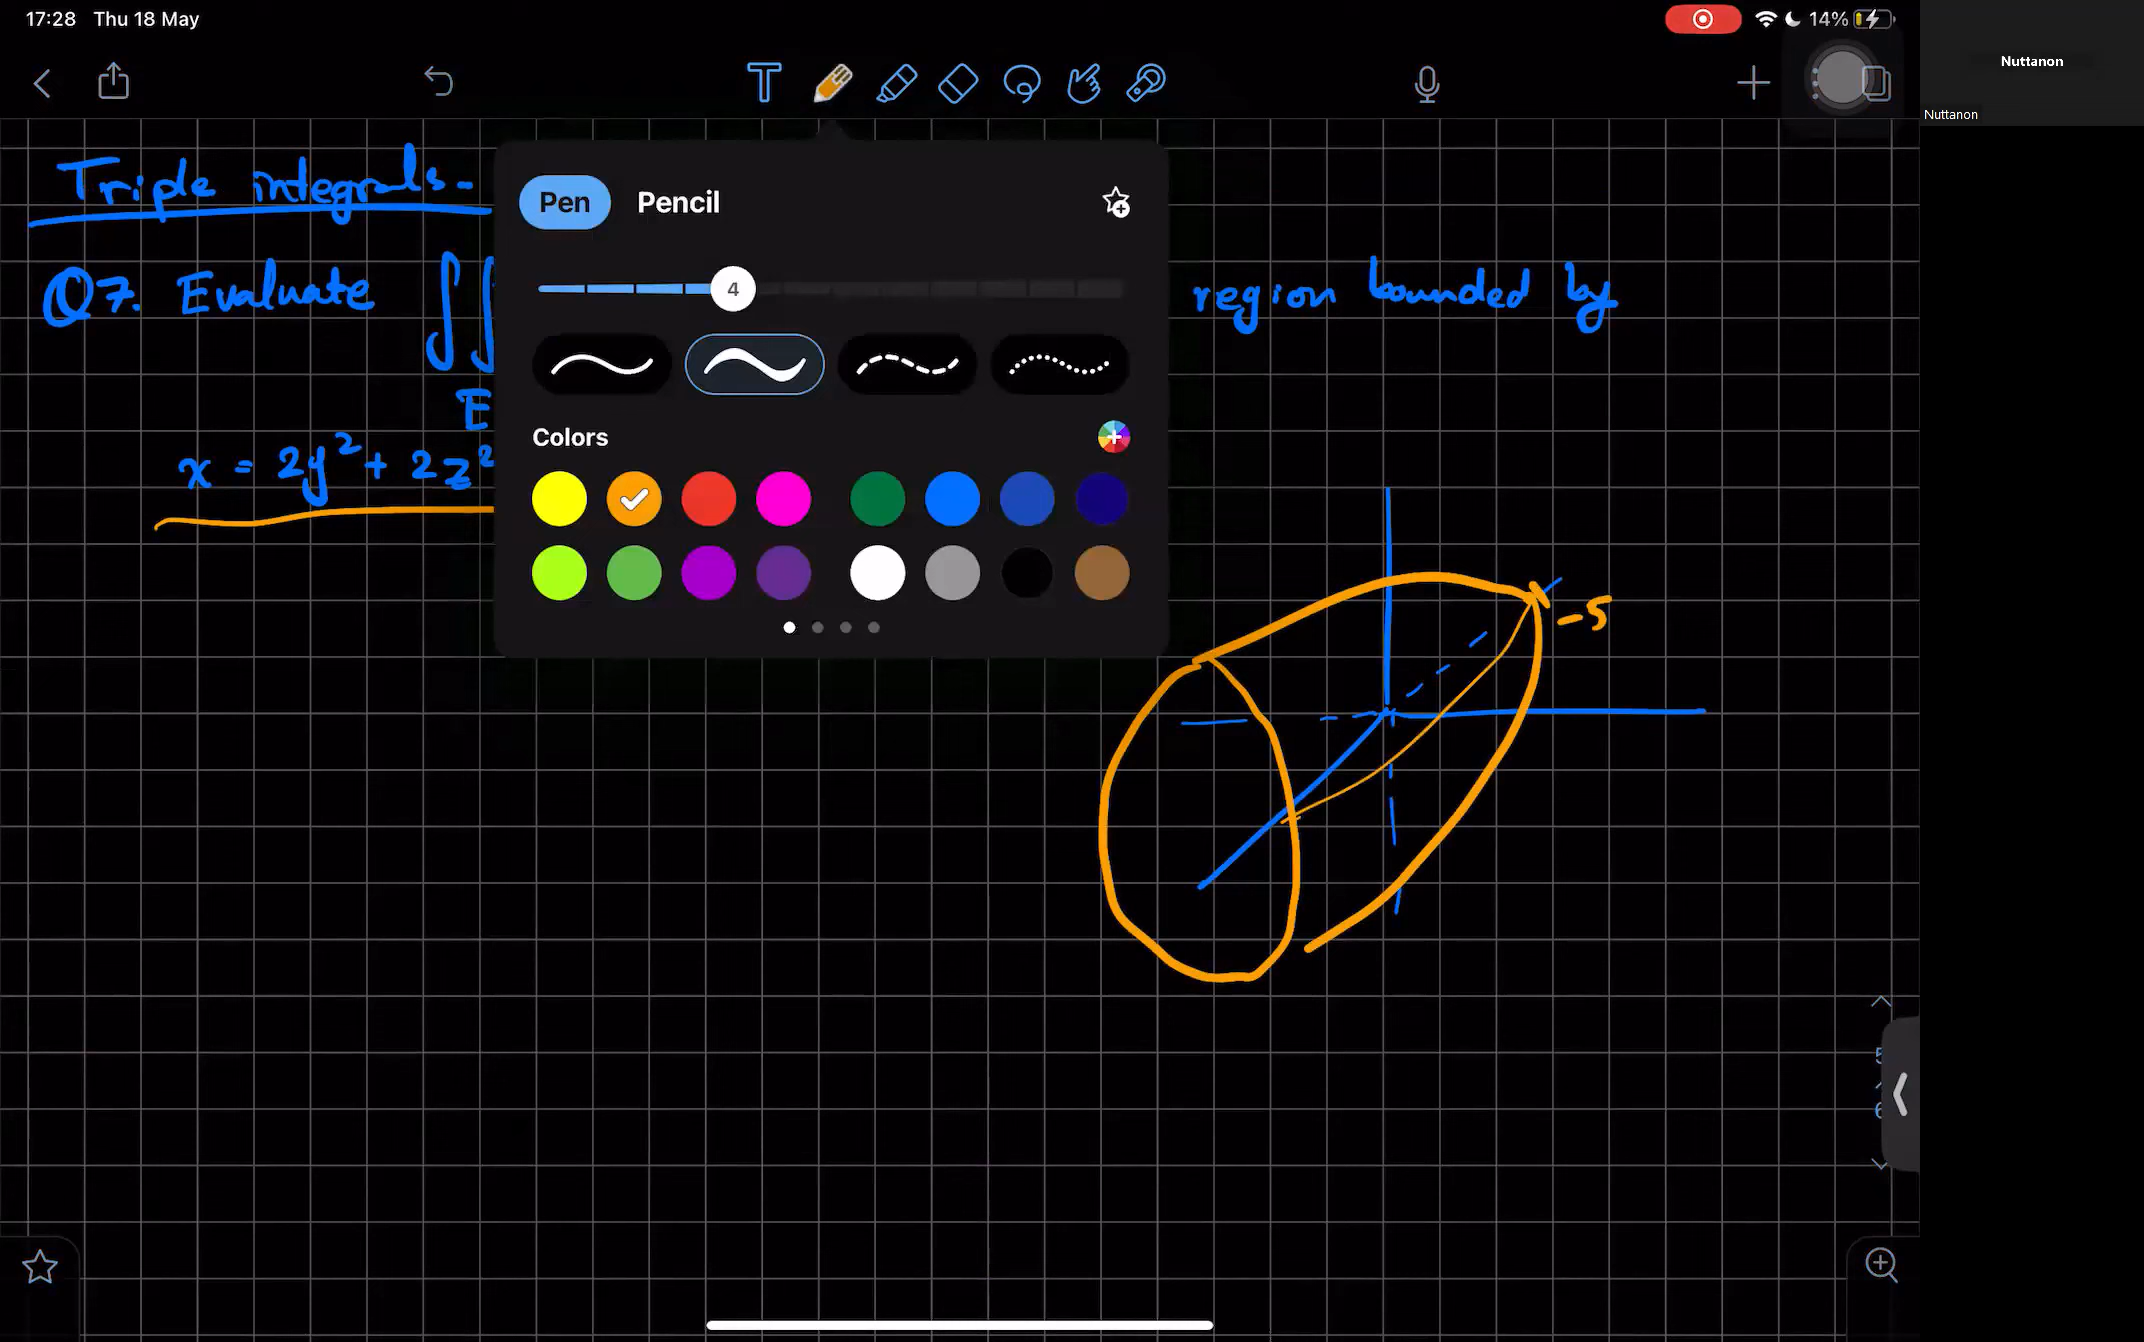 17:28 Thu 18 May 14%
Nuttanon
Nuttanon
Triple integrals-
Pen Pencil
4
Q7. Evaluate ∫∫ region bounded by
E
Colors
x = 2y² + 2z²
-5